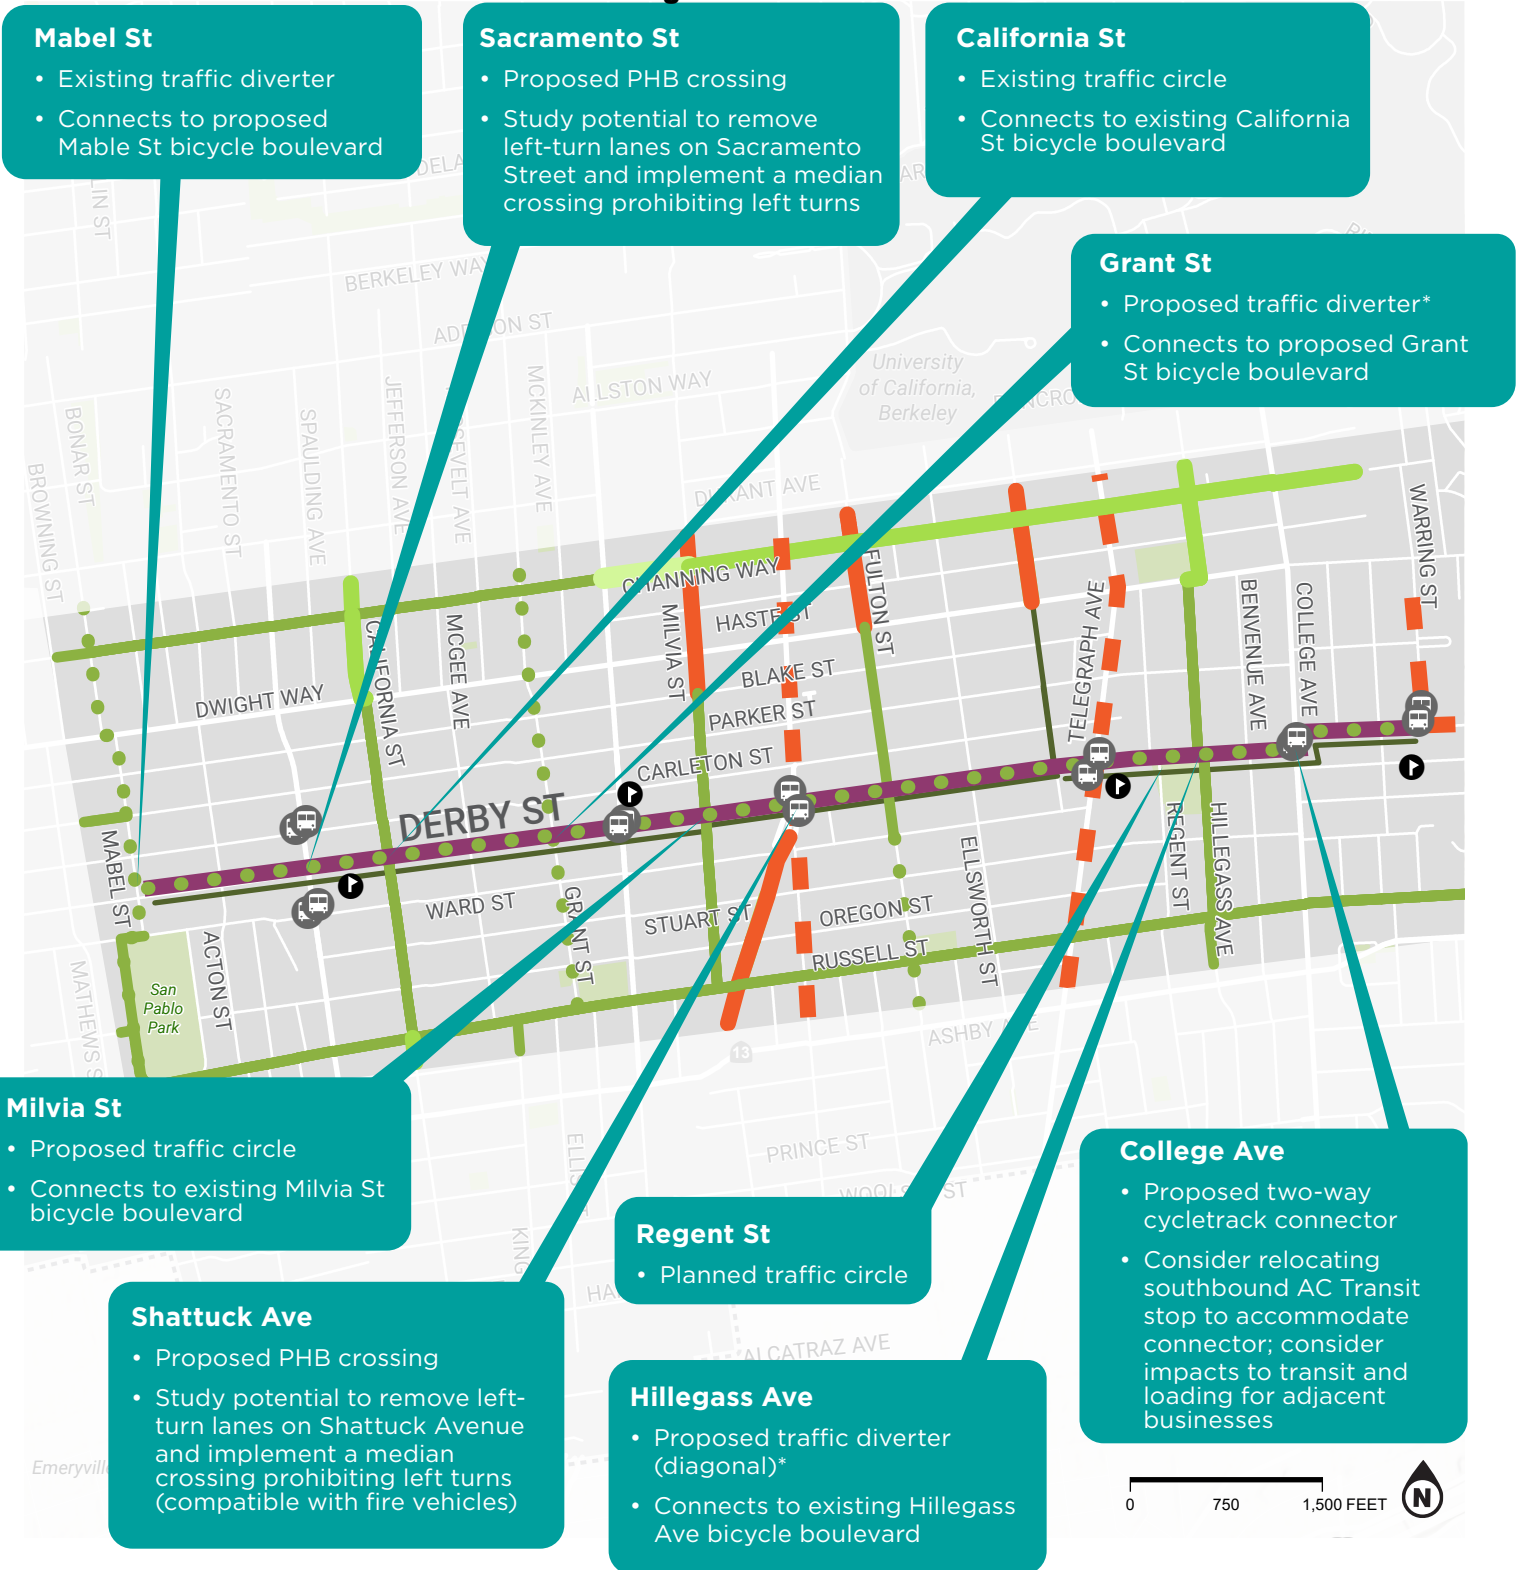 Mabel St
• Existing traffic diverter
• Connects to proposed
Mable St bicycle boulevard
Sacramento St
• Proposed PHB crossing
• Study potential to remove
left-turn lanes on Sacramento
Street and implement a median
crossing prohibiting left turns
California St
• Existing traffic circle
• Connects to existing California
St bicycle boulevard
Grant St
• Proposed traffic diverter*
• Connects to proposed Grant
St bicycle boulevard
BERKELEY WAY
ALLSTON WAY
University
of California,
Berkeley
BONAR ST
BROWNING ST
SACRAMENTO ST
SPAULDING AVE
JEFFERSON AVE
MCKINLEY AVE
DURANT AVE
WARRING ST
CHANNING WAY
HASTE ST
FULTON ST
MILVIA ST
BLAKE ST
PARKER ST
CARLETON ST
DWIGHT WAY
CALIFORNIA ST
MCGEE AVE
TELEGRAPH AVE
BENVENUE AVE
COLLEGE AVE
DERBY ST
MABEL ST
WARD ST
GRANT ST
STUART ST
OREGON ST
RUSSELL ST
ELLSWORTH ST
REGENT ST
HILLEGASS AVE
ACTON ST
San
Pablo
Park
MATHEWS S
ASHBY AVE
13
PRINCE ST
ALCATRAZ AVE
Milvia St
• Proposed traffic circle
• Connects to existing Milvia St
bicycle boulevard
Shattuck Ave
• Proposed PHB crossing
• Study potential to remove left-
turn lanes on Shattuck Avenue
and implement a median
crossing prohibiting left turns
(compatible with fire vehicles)
Regent St
• Planned traffic circle
Hillegass Ave
• Proposed traffic diverter
(diagonal)*
• Connects to existing Hillegass
Ave bicycle boulevard
College Ave
• Proposed two-way
cycletrack connector
• Consider relocating
southbound AC Transit
stop to accommodate
connector; consider
impacts to transit and
loading for adjacent
businesses
0 750 1,500 FEET
N